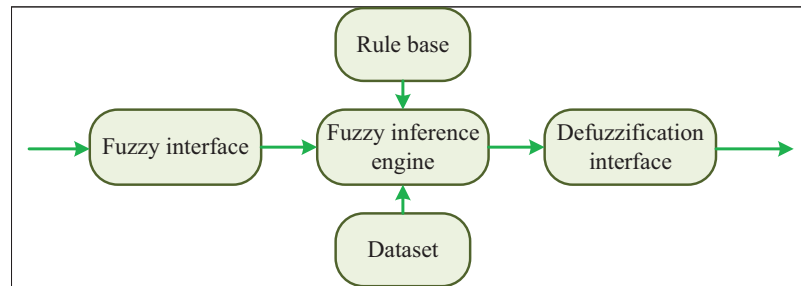 Rule base
Fuzzy interface
Fuzzy inference
engine
Defuzzification
interface
Dataset